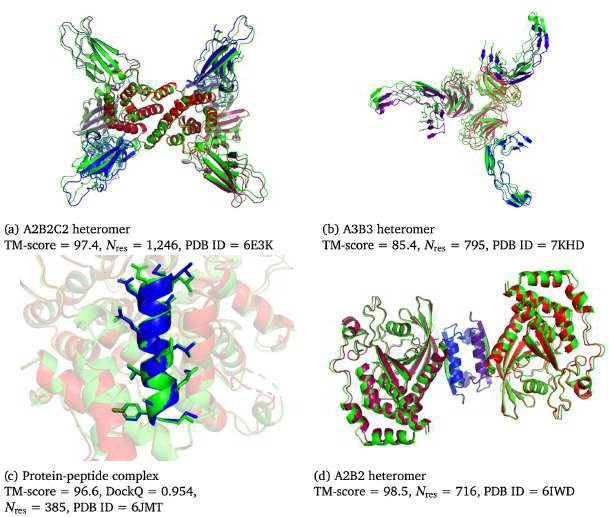 (a) A2B2C2 heteromer
TM-score = 97.4, Nres = 1,246, PDB ID = 6E3K
(b) A3B3 heteromer
TM-score = 85.4, Nres = 795, PDB ID = 7KHD
(c) Protein-peptide complex
TM-score = 96.6, DockQ = 0.954,
Nres = 385, PDB ID = 6JMT
(d) A2B2 heteromer
TM-score = 98.5, Nres = 716, PDB ID = 6IWD